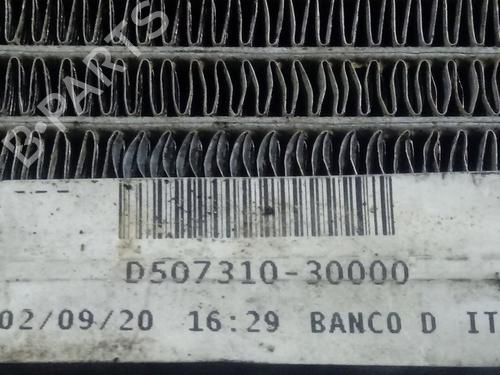 B-PARTS
- - -
D507310-30000
02/09/20 16:29 BANCO D IT